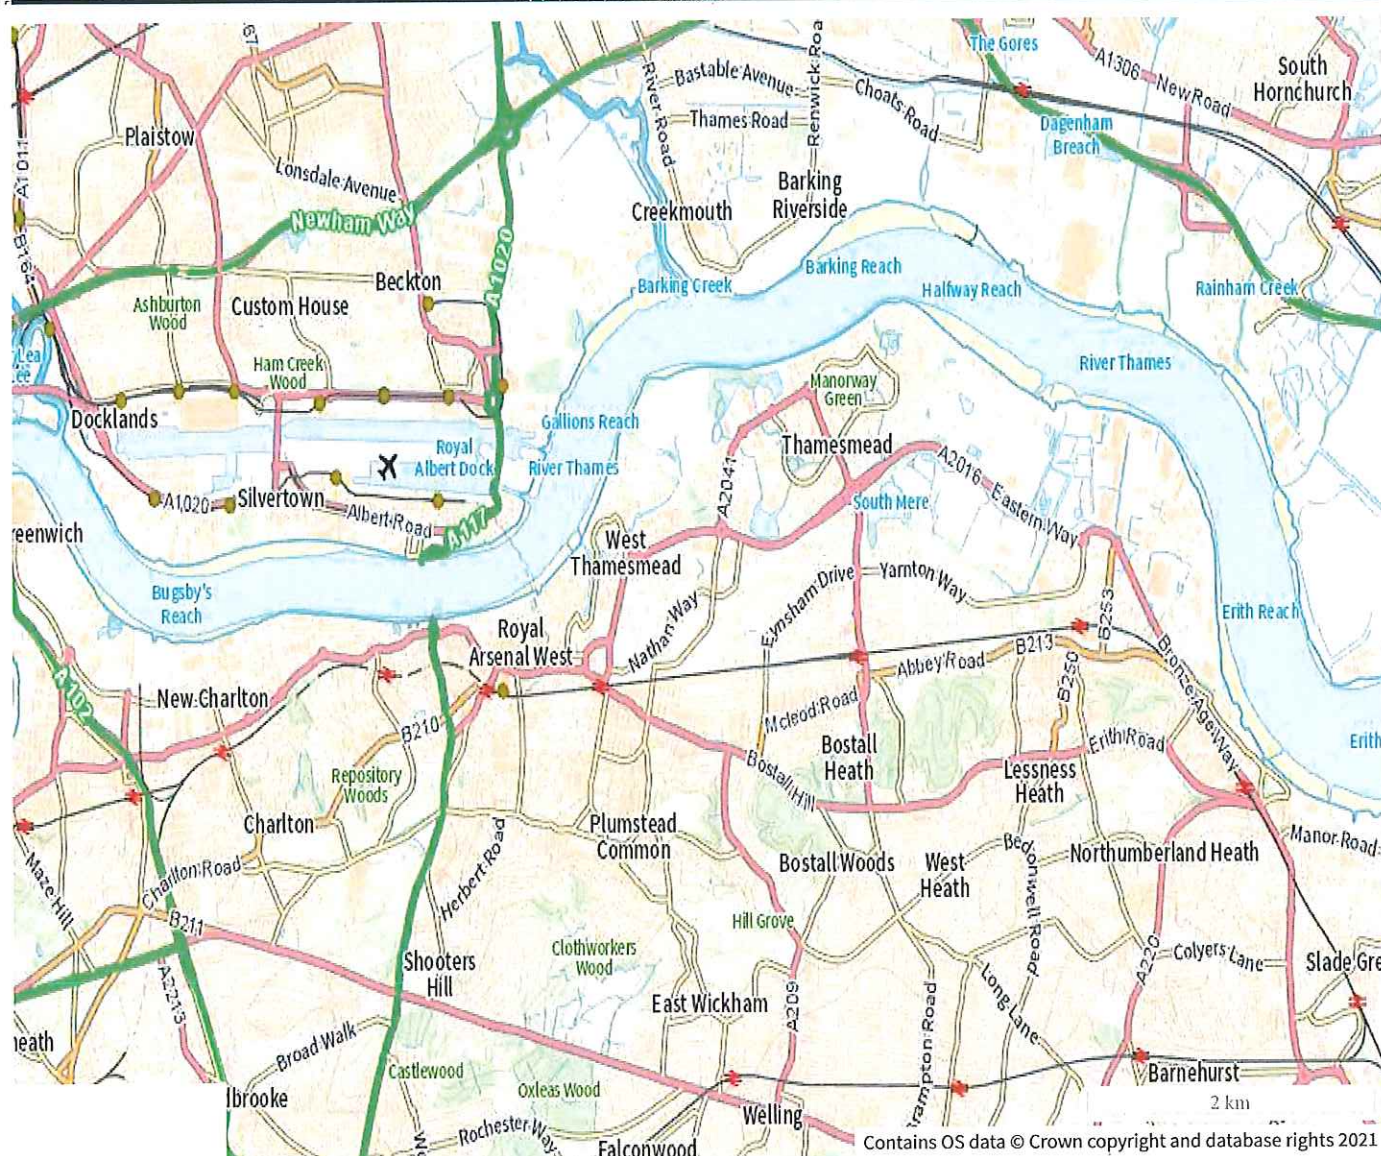 The Gores
A1306
New Road
South
Hornchurch
River Road
Bastable Avenue
Renwick Roa
Choats Road
Thames Road
Dagenham
Breach
Plaistow
A1011
Lonsdale Avenue
Barking
Riverside
Newham Way
Creekmouth
B164
A1020
Barking Reach
Beckton
Barking Creek
Halfway Reach
Rainham Creek
Ashburton
Wood
Custom House
Lea
Ham Creek
Wood
River Thames
Manorway
Green
Docklands
Gallions Reach
Royal
Albert Dock
River Thames
Thamesmead
A2041
A2016
Eastern Way
A1020
Silvertown
Albert Road
A117
South Mere
reenwich
West
Thamesmead
Bugsby's
Reach
Eynsham Drive
Yarnton Way
Erith Reach
B253
Nathan Way
Royal
Arsenal West
Abbey Road
B213
B250
Bronze Age Way
A102
New Charlton
B210
Mcleod Road
Bostall
Heath
Erith Road
Erith
Bostall Hill
Lessness
Heath
Repository
Woods
Charlton
Plumstead
Common
Herbert Road
Bostall Woods
West
Heath
Bedonwell Road
Northumberland Heath
Manor Road
Maze Hill
Charlton Road
B211
Hill Grove
Clothworkers
Wood
Shooters
Hill
A220
Colyers Lane
Slade Gre
A2213
East Wickham
A209
Long Lane
Brampton Road
eath
Broad Walk
Castlewood
Oxleas Wood
Barnehurst
lbrooke
Welling
2 km
Rochester Way
Falconwood
Contains OS data © Crown copyright and database rights 2021